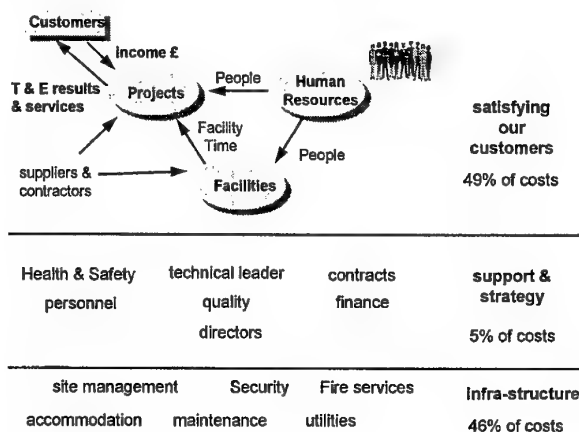 Customers
income £
T & E results
& services
Projects
People
Human
Resources
Facility
Time
People
suppliers &
contractors
Facilities
satisfying
our
customers
49% of costs
Health & Safety
technical leader
contracts
support &
strategy
personnel
quality
finance
directors
5% of costs
site management
Security
Fire services
infra-structure
accommodation
maintenance
utilities
46% of costs